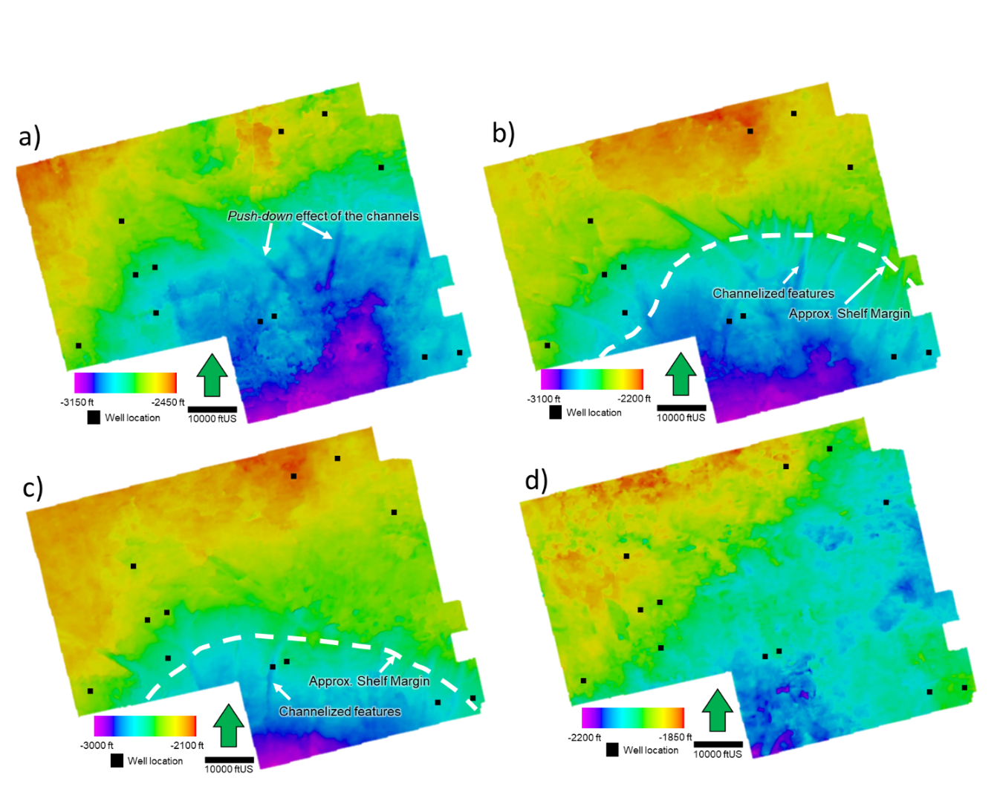 a)
Push-down effect of the channels
-3150 ft
-2450 ft
Well location
10000 ftUS
b)
Channelized features
Approx. Shelf Margin
-3100 ft
-2200 ft
Well location
10000 ftUS
c)
Approx. Shelf Margin
Channelized features
-3000 ft
-2100 ft
Well location
10000 ftUS
d)
-2200 ft
-1850 ft
Well location
10000 ftUS